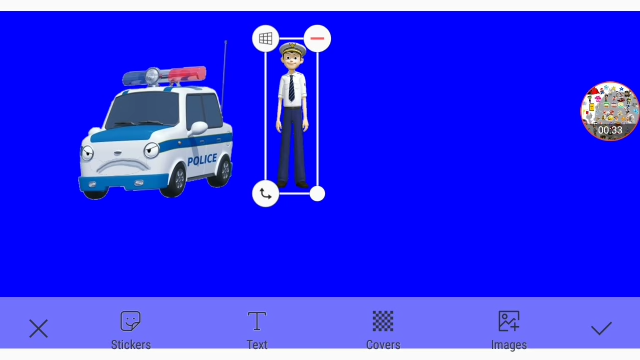 POLICE
00:33
Stickers
Text
Covers
Images